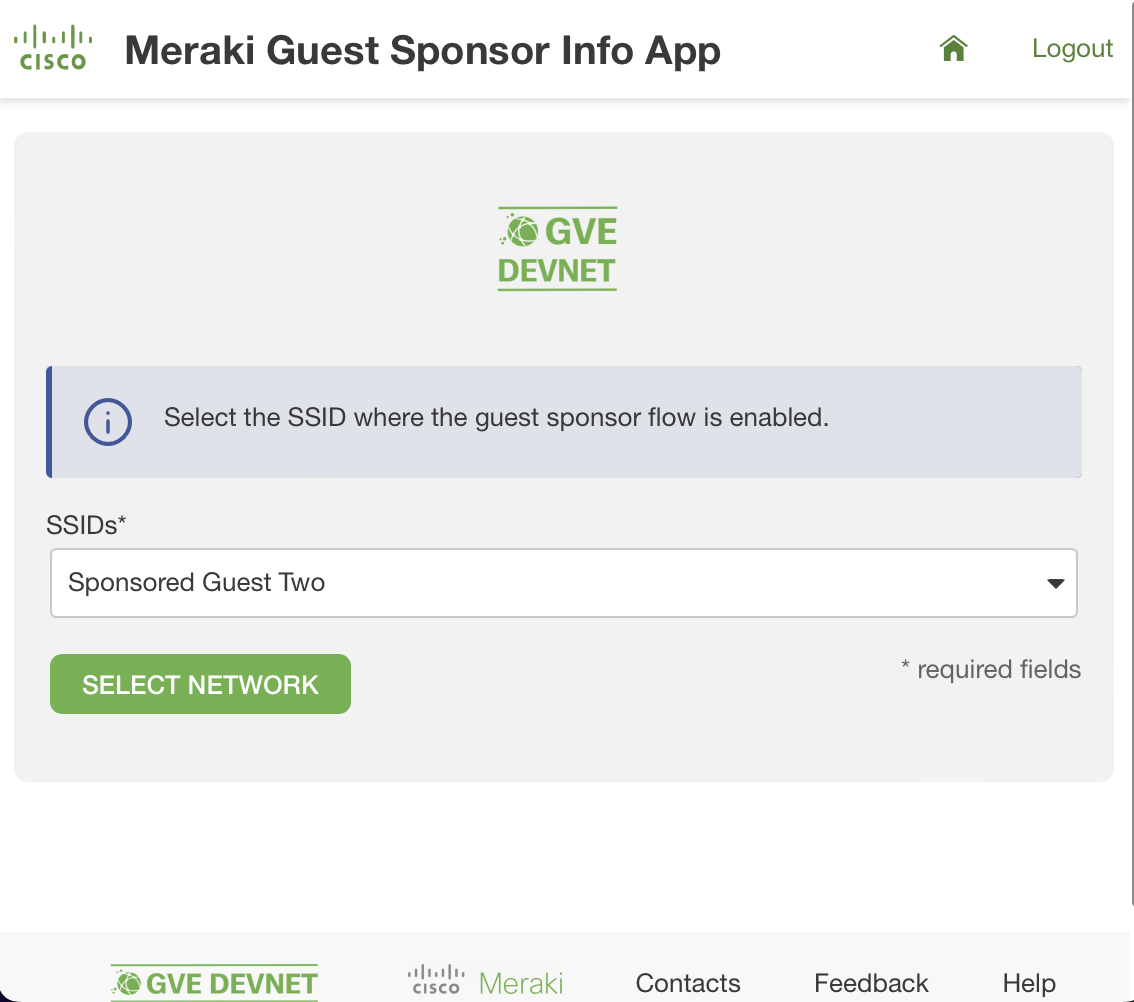 CISCO
Meraki Guest Sponsor Info App
Logout
GVE
DEVNET
Select the SSID where the guest sponsor flow is enabled.
SSIDs*
Sponsored Guest Two
SELECT NETWORK
* required fields
GVE DEVNET
CISCO Meraki
Contacts
Feedback
Help